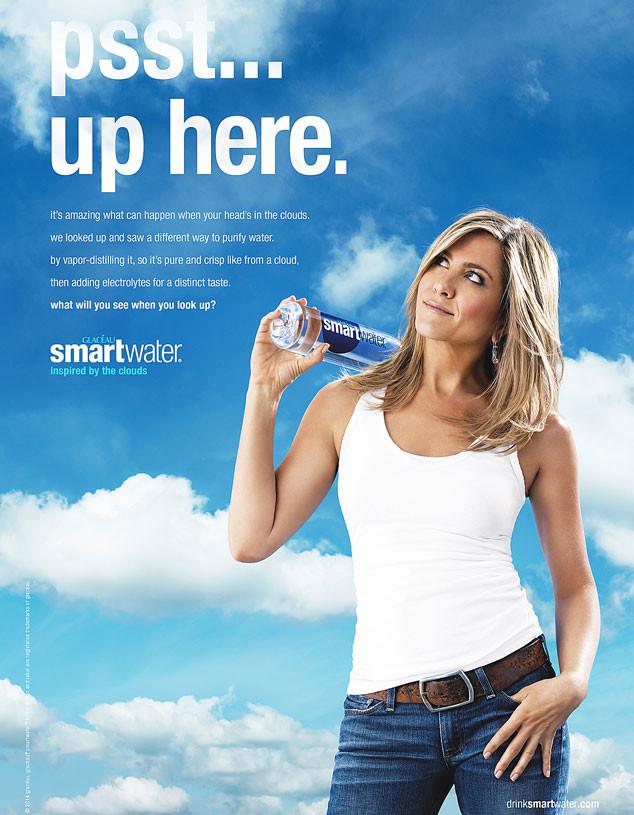 psst...
up here.
it's amazing what can happen when your head's in the clouds.
we looked up and saw a different way to purify water.
by vapor-distilling it, so it's pure and crisp like from a cloud,
then adding electrolytes for a distinct taste.
what will you see when you look up?
GLACÉAU
smartwater®
inspired by the clouds
smartwater
drinksmartwater.com